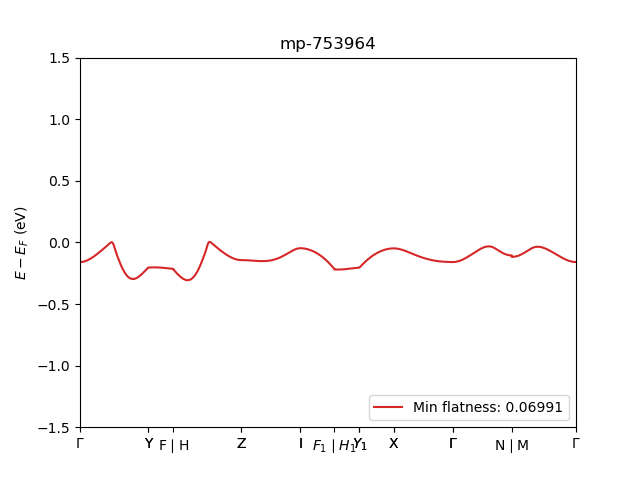 mp-753964
1.5
1.0
0.5
0.0
−0.5
−1.0
−1.5
E − E_F (eV)
Min flatness: 0.06991
Γ Y F | H Z I F₁ | H₁ Y₁ X Γ N | M Γ